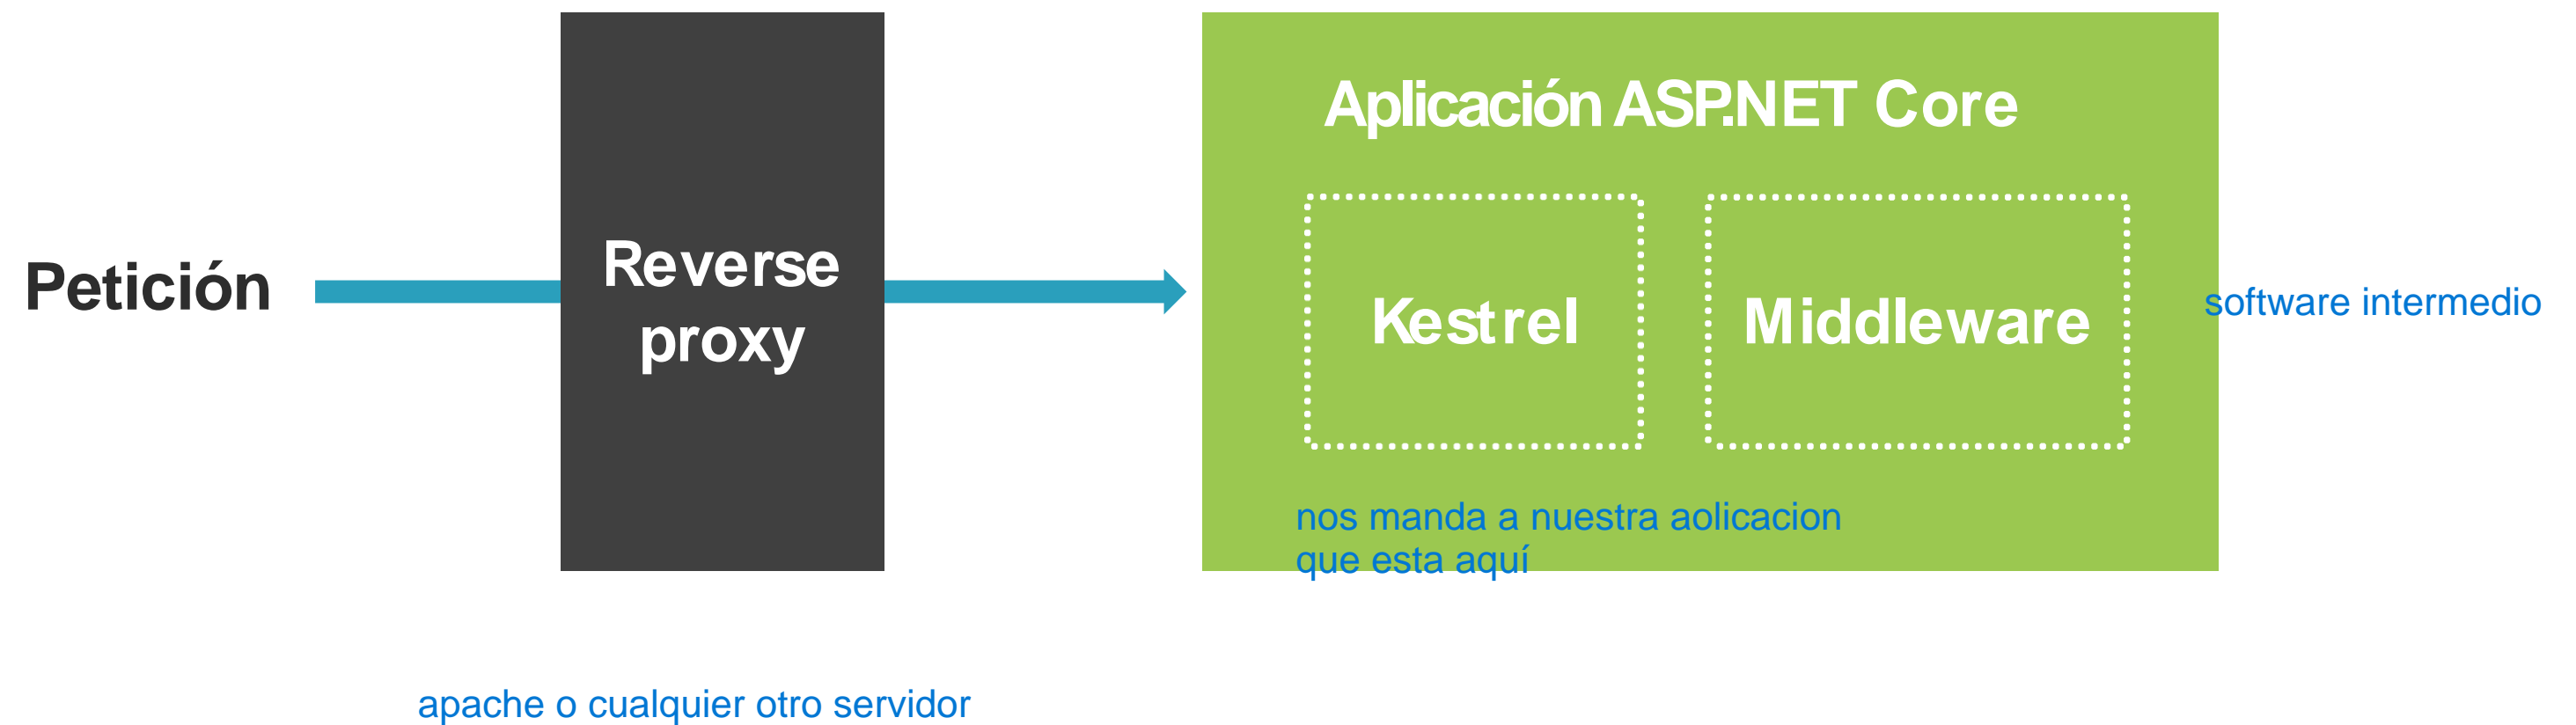 Aplicación ASP.NET Core
Petición
Reverse
proxy
Kestrel
Middleware
software intermedio
nos manda a nuestra aolicacion
que esta aquí
apache o cualquier otro servidor